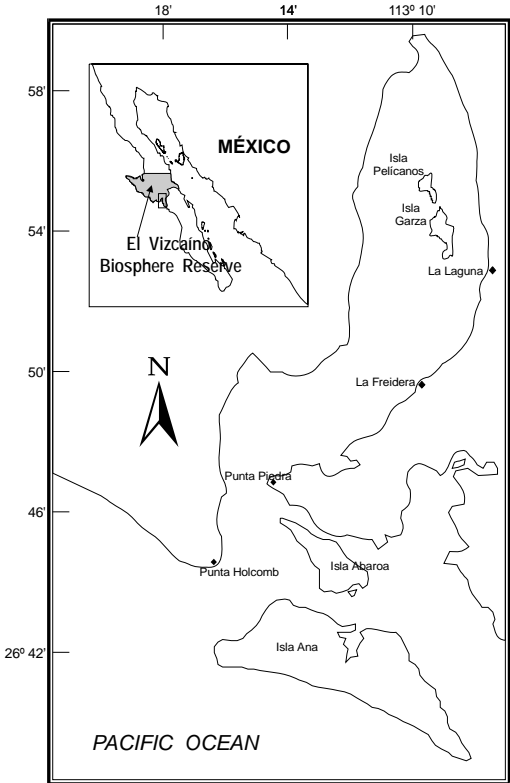 18'
14'
113º 10'
58'
54'
50'
46'
26º 42'
MÉXICO
El Vizcaíno
Biosphere Reserve
Isla
Pelícanos
Isla
Garza
La Laguna
La Freidera
N
Punta Piedra
Punta Holcomb
Isla Abaroa
Isla Ana
PACIFIC OCEAN